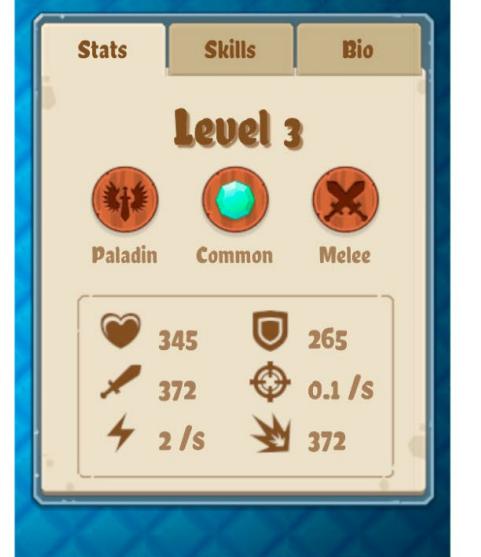 Stats Skills Bio
Level 3
Paladin Common Melee
345 265
372 0.1 /s
2 /s 372